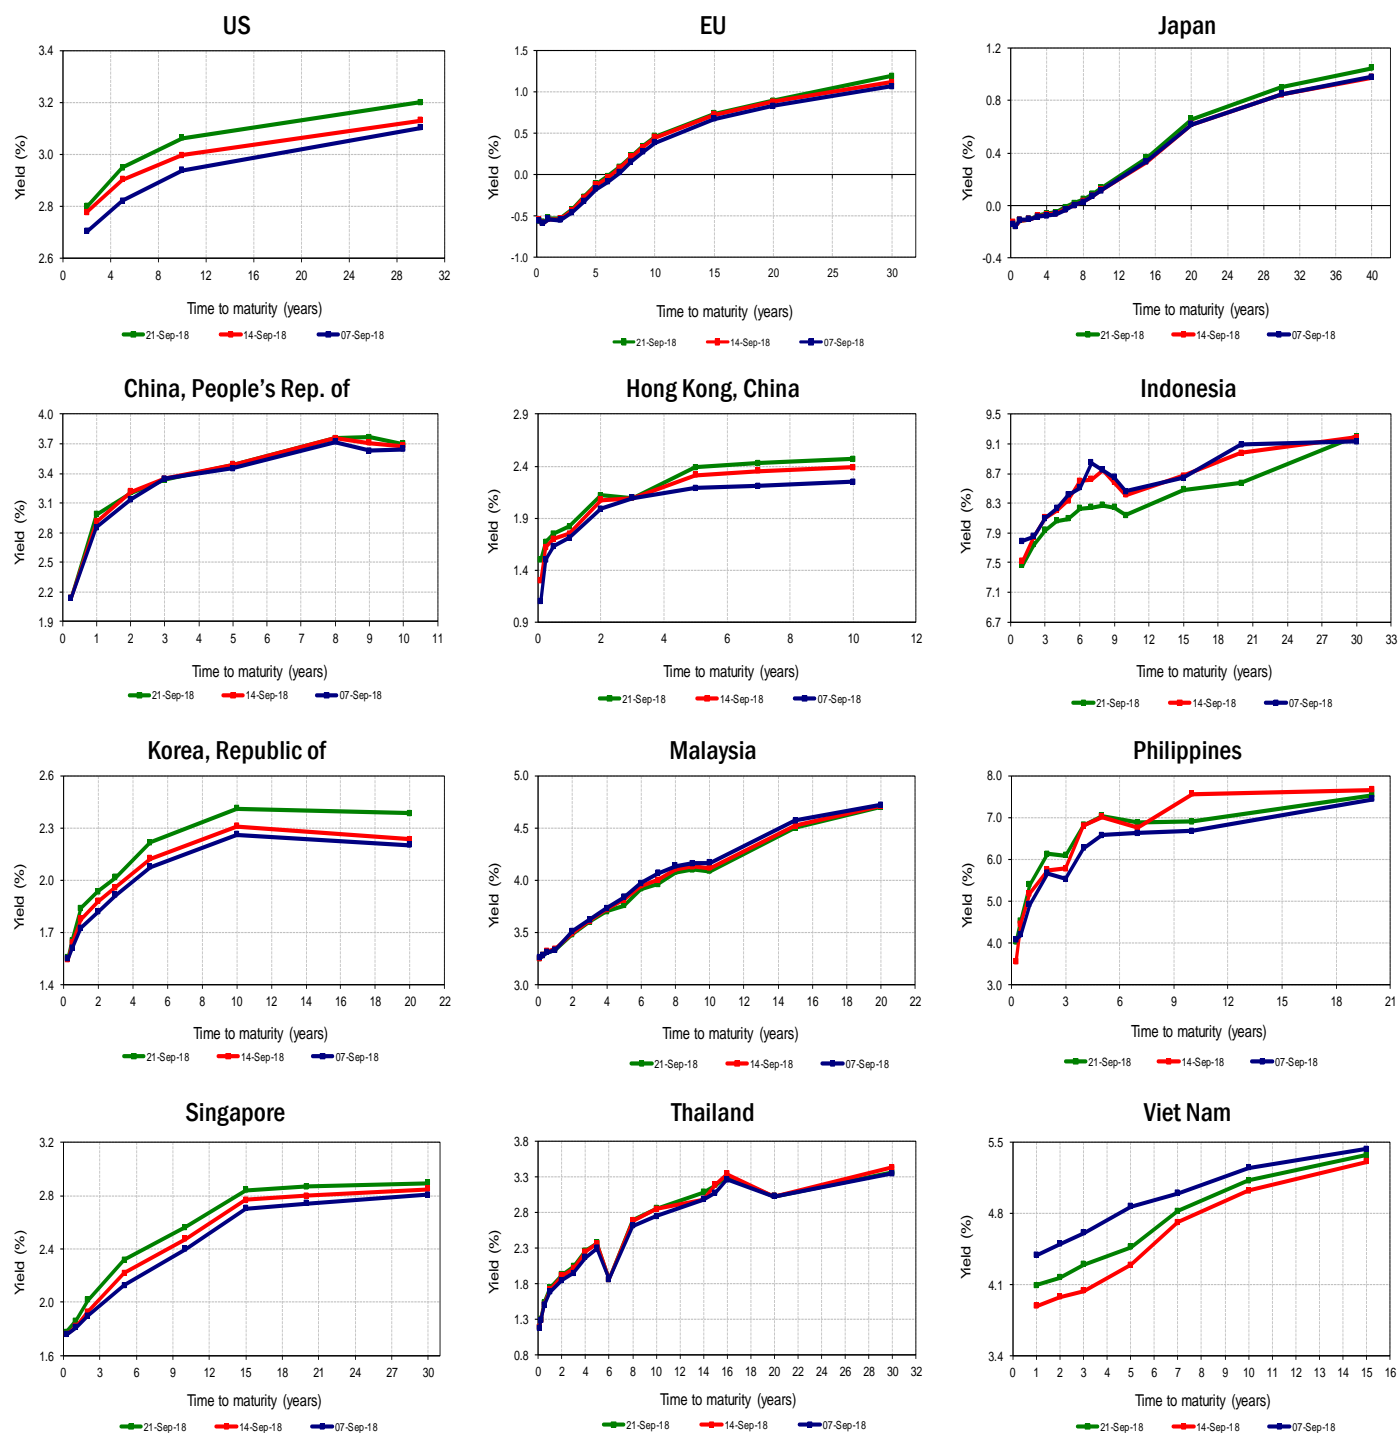 US
EU
Japan
3.4
3.2
3.0
2.8
2.6
Yield (%)
0 4 8 12 16 20 24 28 32
Time to maturity (years)
21-Sep-18 14-Sep-18 07-Sep-18
1.5
1.0
0.5
0.0
-0.5
-1.0
Yield (%)
0 5 10 15 20 25 30
Time to maturity (years)
21-Sep-18 14-Sep-18 07-Sep-18
1.2
0.8
0.4
0.0
-0.4
Yield (%)
0 4 8 12 16 20 24 28 32 36 40
Time to maturity (years)
21-Sep-18 14-Sep-18 07-Sep-18
China, People's Rep. of
Hong Kong, China
Indonesia
4.0
3.7
3.4
3.1
2.8
2.5
2.2
1.9
Yield (%)
0 1 2 3 4 5 6 7 8 9 10 11
Time to maturity (years)
21-Sep-18 14-Sep-18 07-Sep-18
2.9
2.4
1.9
1.4
0.9
Yield (%)
0 2 4 6 8 10 12
Time to maturity (years)
21-Sep-18 14-Sep-18 07-Sep-18
9.5
9.1
8.7
8.3
7.9
7.5
7.1
6.7
Yield (%)
0 3 6 9 12 15 18 21 24 27 30 33
Time to maturity (years)
21-Sep-18 14-Sep-18 07-Sep-18
Korea, Republic of
Malaysia
Philippines
2.6
2.3
2.0
1.7
1.4
Yield (%)
0 2 4 6 8 10 12 14 16 18 20 22
Time to maturity (years)
21-Sep-18 14-Sep-18 07-Sep-18
5.0
4.5
4.0
3.5
3.0
Yield (%)
0 2 4 6 8 10 12 14 16 18 20 22
Time to maturity (years)
21-Sep-18 14-Sep-18 07-Sep-18
8.0
7.0
6.0
5.0
4.0
3.0
Yield (%)
0 3 6 9 12 15 18 21
Time to maturity (years)
21-Sep-18 14-Sep-18 07-Sep-18
Singapore
Thailand
Viet Nam
3.2
2.8
2.4
2.0
1.6
Yield (%)
0 3 6 9 12 15 18 21 24 27 30
Time to maturity (years)
21-Sep-18 14-Sep-18 07-Sep-18
3.8
3.3
2.8
2.3
1.8
1.3
0.8
Yield (%)
0 2 4 6 8 10 12 14 16 18 20 22 24 26 28 30 32
Time to maturity (years)
21-Sep-18 14-Sep-18 07-Sep-18
5.5
4.8
4.1
3.4
Yield (%)
0 1 2 3 4 5 6 7 8 9 10 11 12 13 14 15 16
Time to maturity (years)
21-Sep-18 14-Sep-18 07-Sep-18